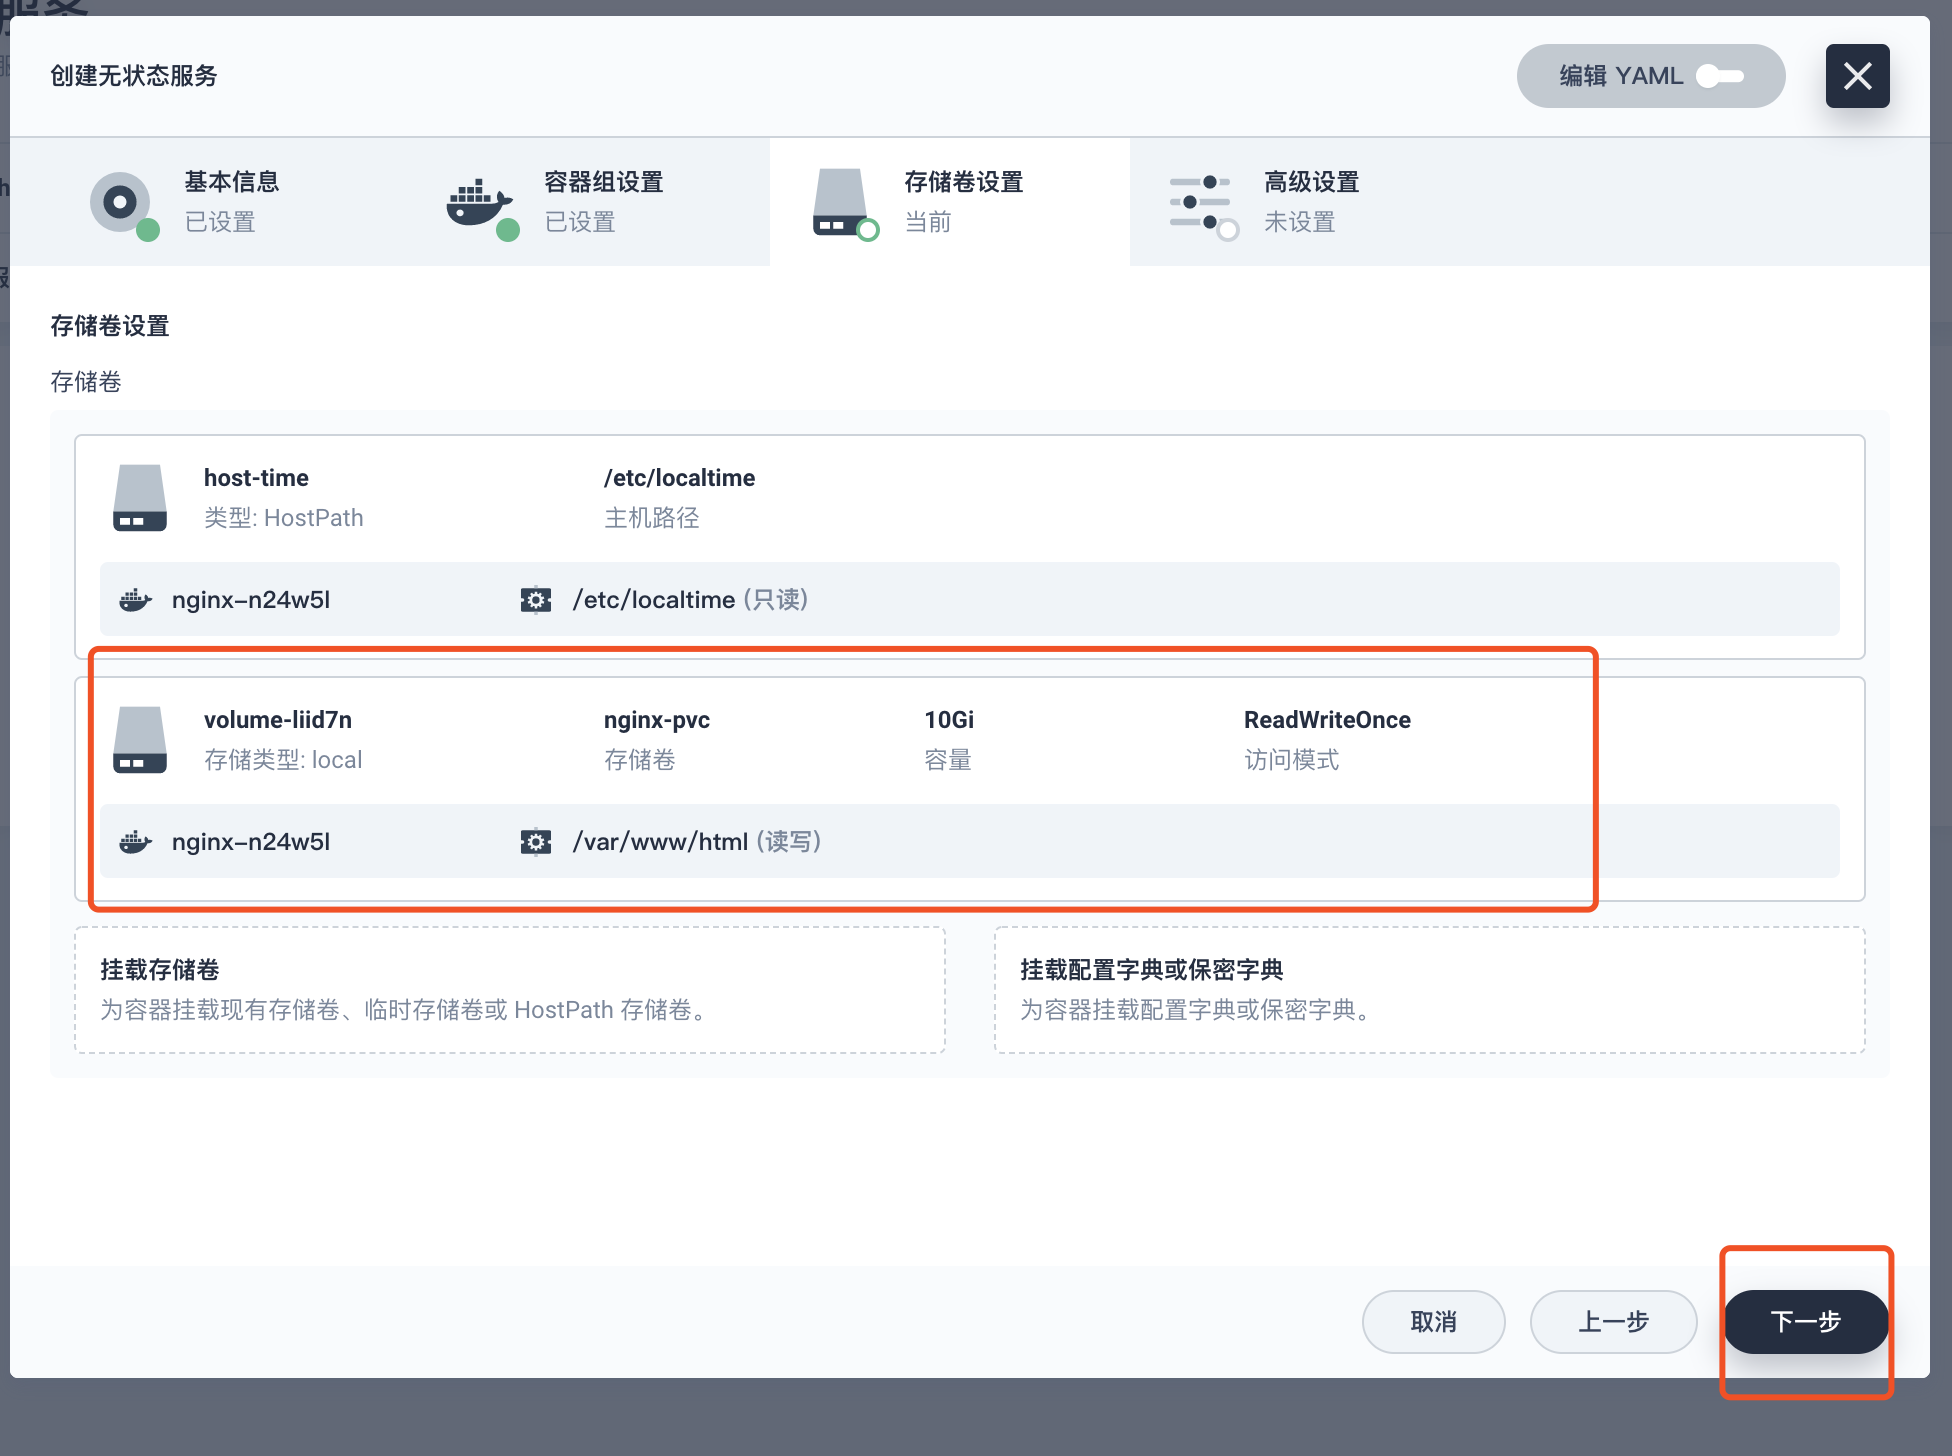 服务
创建无状态服务
编辑 YAML
基本信息
已设置
容器组设置
已设置
存储卷设置
当前
高级设置
未设置
存储卷设置
存储卷
host-time
类型: HostPath
/etc/localtime
主机路径
nginx-n24w5l
/etc/localtime (只读)
volume-liid7n
存储类型: local
nginx-pvc
存储卷
10Gi
容量
ReadWriteOnce
访问模式
nginx-n24w5l
/var/www/html (读写)
挂载存储卷
为容器挂载现有存储卷、临时存储卷或 HostPath 存储卷。
挂载配置字典或保密字典
为容器挂载配置字典或保密字典。
取消
上一步
下一步